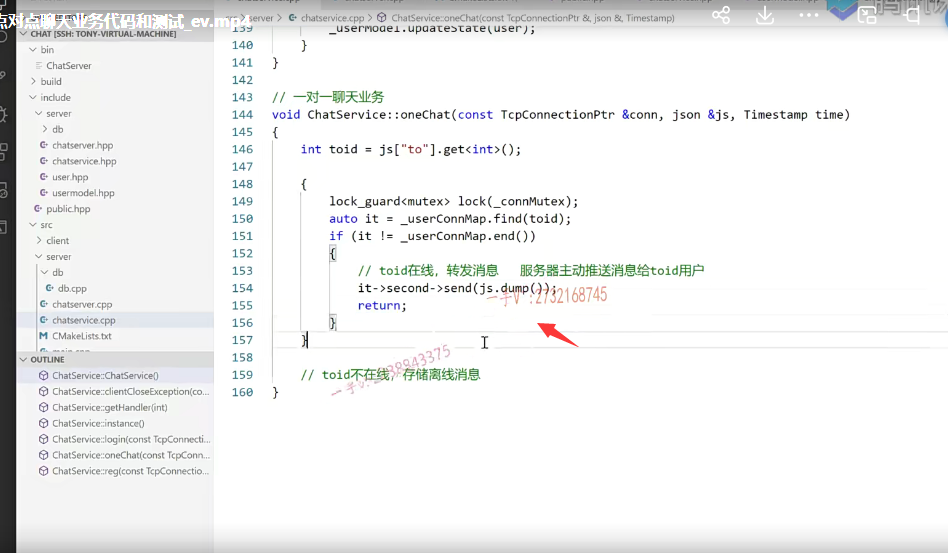 点对点聊天业务代码和测试_ev.mp4
server > chatservice.cpp > ChatService::oneChat(const TcpConnectionPtr &, json &, Timestamp)
CHAT [SSH: TONY-VIRTUAL-MACHINE]
bin
ChatServer
build
include
server
db
chatserver.hpp
chatservice.hpp
user.hpp
usermodel.hpp
public.hpp
src
client
server
db
db.cpp
chatserver.cpp
chatservice.cpp
CMakeLists.txt
main.cpp
OUTLINE
ChatService::ChatService()
ChatService::clientCloseException(co...
ChatService::getHandler(int)
ChatService::instance()
ChatService::login(const TcpConnecti...
ChatService::oneChat(const TcpConn...
ChatService::reg(const TcpConnectio...
139 _userModel.updateState(user);
140 }
141 }
142
143 // 一对一聊天业务
144 void ChatService::oneChat(const TcpConnectionPtr &conn, json &js, Timestamp time)
145 {
146 int toid = js["to"].get<int>();
147
148 {
149 lock_guard<mutex> lock(_connMutex);
150 auto it = _userConnMap.find(toid);
151 if (it != _userConnMap.end())
152 {
153 // toid在线，转发消息 服务器主动推送消息给toid用户
154 it->second->send(js.dump());
一手V:2732168745
155 return;
156 }
157 }
158
159 // toid不在线，存储离线消息
160 }